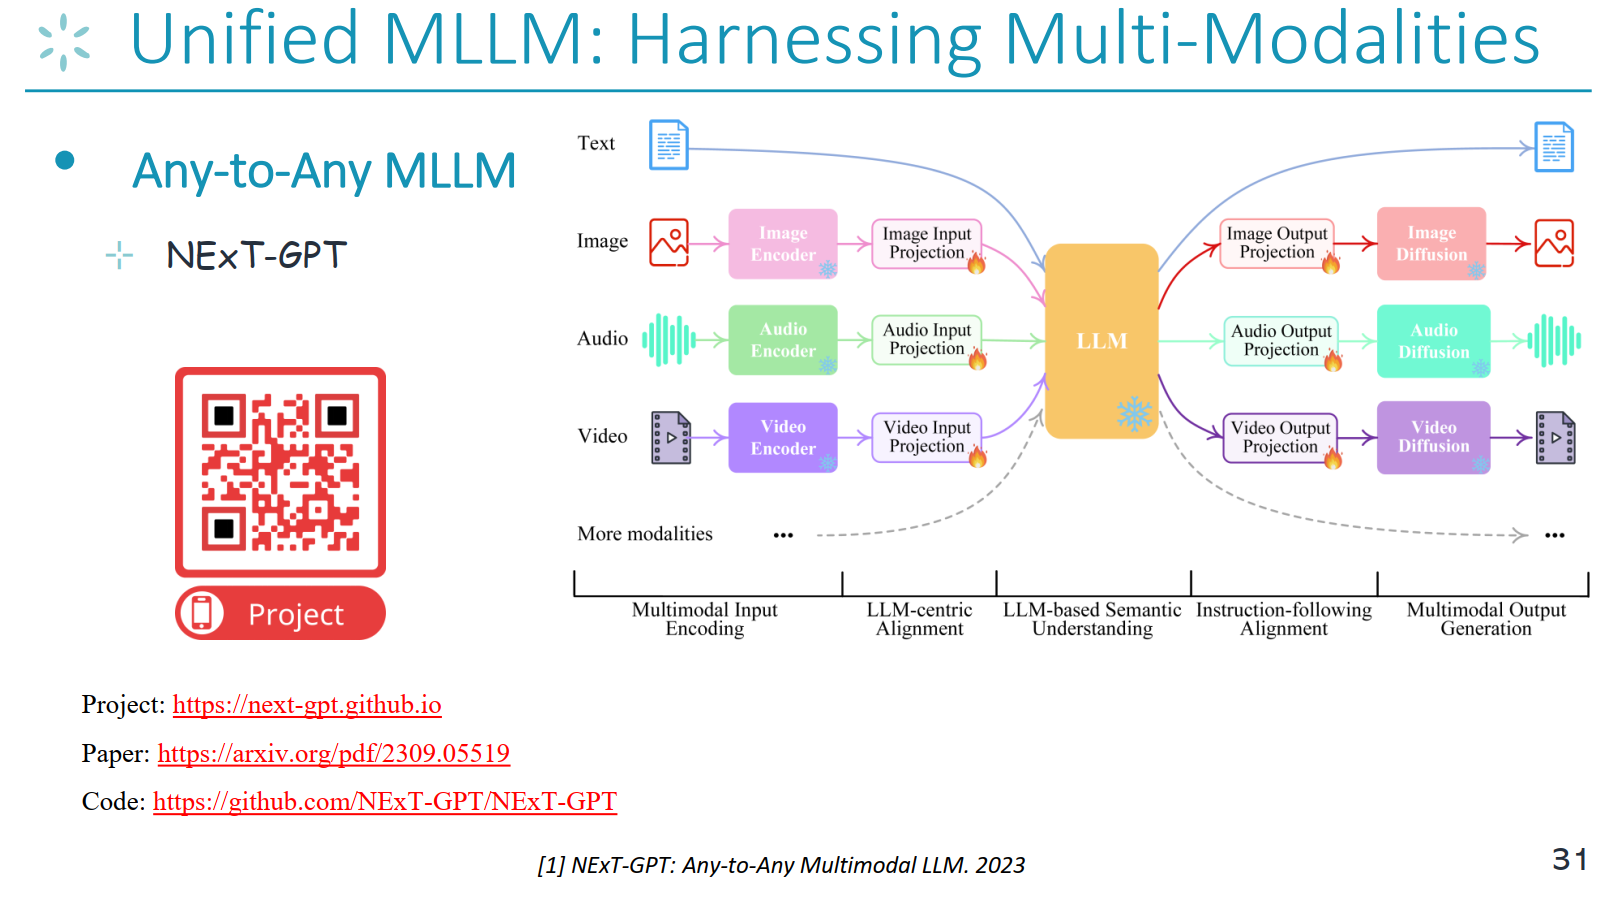 Unified MLLM: Harnessing Multi-Modalities
Any-to-Any MLLM
NExT-GPT
Project
Project: https://next-gpt.github.io
Paper: https://arxiv.org/pdf/2309.05519
Code: https://github.com/NExT-GPT/NExT-GPT
Text
Image
Image
Encoder
Image Input
Projection
Image Output
Projection
Image
Diffusion
Audio
Audio
Encoder
Audio Input
Projection
LLM
Audio Output
Projection
Audio
Diffusion
Video
Video
Encoder
Video Input
Projection
Video Output
Projection
Video
Diffusion
More modalities
...
...
Multimodal Input
Encoding
LLM-centric
Alignment
LLM-based Semantic
Understanding
Instruction-following
Alignment
Multimodal Output
Generation
[1] NExT-GPT: Any-to-Any Multimodal LLM. 2023
31